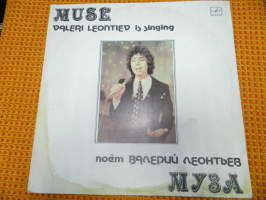 MUSE
VALERI LEONTIEV is singing
поёт ВАЛЕРИЙ ЛЕОНТЬЕВ
МУЗА